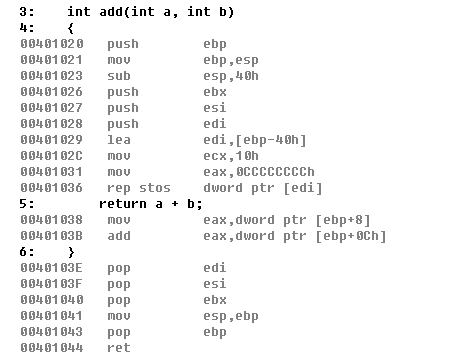 3:    int add(int a, int b)
4:    {
00401020   push        ebp
00401021   mov         ebp,esp
00401023   sub         esp,40h
00401026   push        ebx
00401027   push        esi
00401028   push        edi
00401029   lea         edi,[ebp-40h]
0040102C   mov         ecx,10h
00401031   mov         eax,0CCCCCCCCh
00401036   rep stos    dword ptr [edi]
5:        return a + b;
00401038   mov         eax,dword ptr [ebp+8]
0040103B   add         eax,dword ptr [ebp+0Ch]
6:    }
0040103E   pop         edi
0040103F   pop         esi
00401040   pop         ebx
00401041   mov         esp,ebp
00401043   pop         ebp
00401044   ret